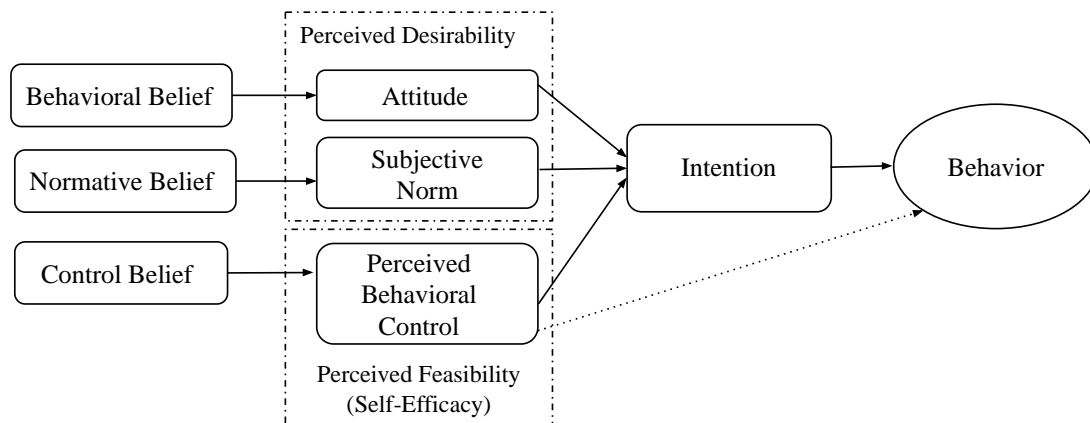 Perceived Desirability
Behavioral Belief
Attitude
Normative Belief
Subjective
Norm
Intention
Behavior
Control Belief
Perceived
Behavioral
Control
Perceived Feasibility
(Self-Efficacy)